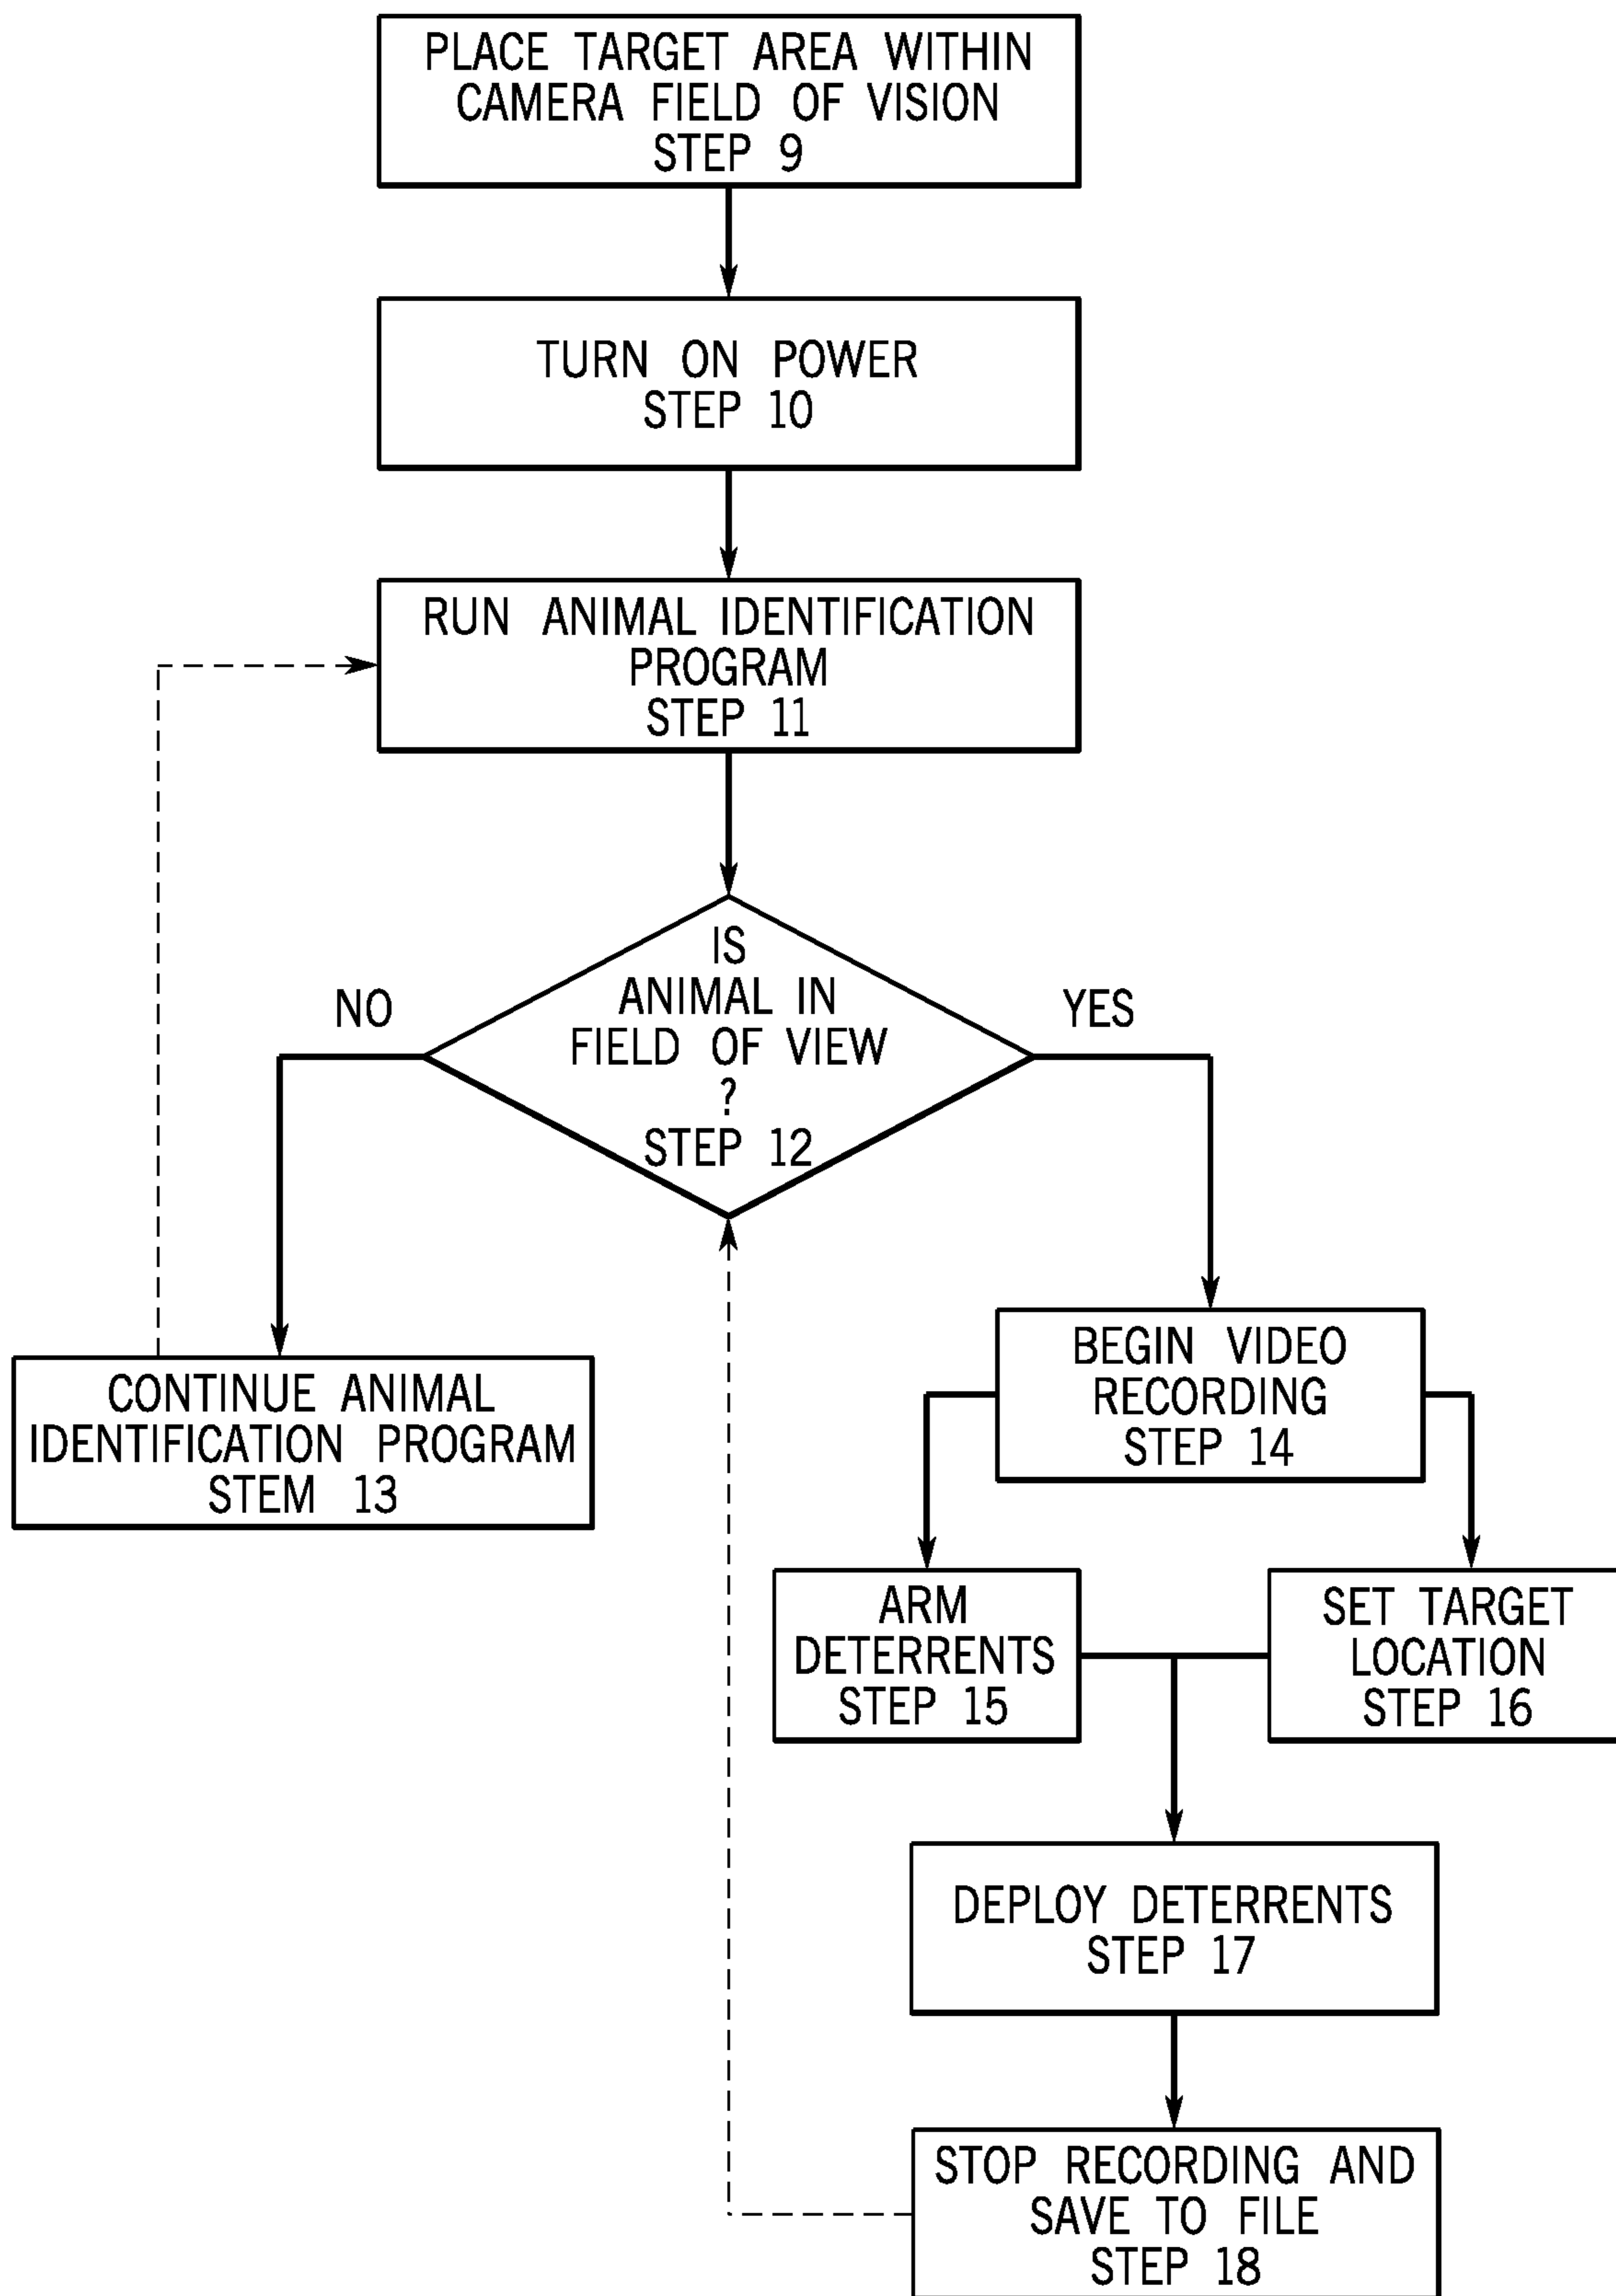 PLACE TARGET AREA WITHIN
CAMERA FIELD OF VISION
STEP 9
TURN ON POWER
STEP 10
RUN ANIMAL IDENTIFICATION
PROGRAM
STEP 11
IS
ANIMAL IN
FIELD OF VIEW
?
STEP 12
NO
YES
CONTINUE ANIMAL
IDENTIFICATION PROGRAM
STEM 13
BEGIN VIDEO
RECORDING
STEP 14
ARM
DETERRENTS
STEP 15
SET TARGET
LOCATION
STEP 16
DEPLOY DETERRENTS
STEP 17
STOP RECORDING AND
SAVE TO FILE
STEP 18